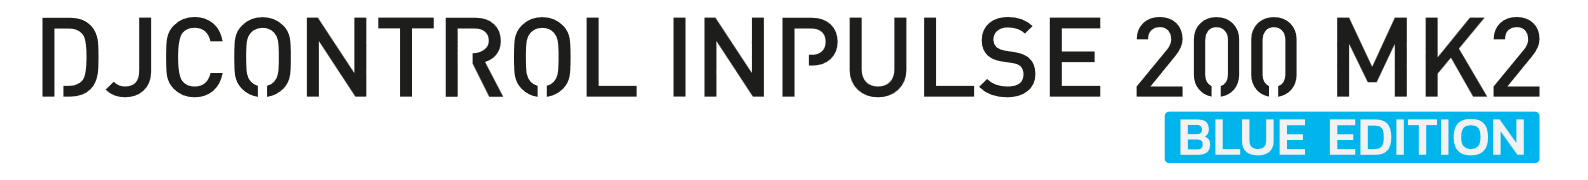 DJCONTROL INPULSE 200 MK2
BLUE EDITION